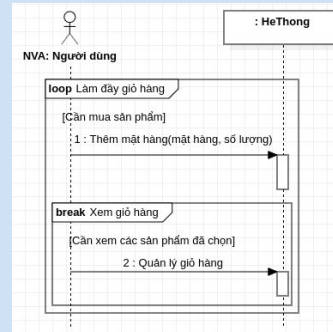 : HeThong
NVA: Người dùng
loop Làm đầy giỏ hàng
[Cần mua sản phẩm]
1 : Thêm mặt hàng(mặt hàng, số lượng)
break Xem giỏ hàng
[Cần xem các sản phẩm đã chọn]
2 : Quản lý giỏ hàng